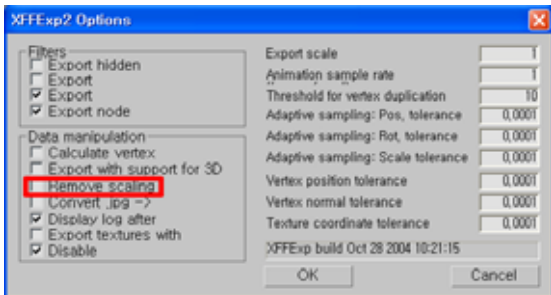 XFFExp2 Options
Filters
Export hidden
Export
Export
Export node
Data manipulation
Calculate vertex
Export with support for 3D
Remove scaling
Convert .jpg ->
Display log after
Export textures with
Disable
Export scale 1
Animation sample rate 1
Threshold for vertex duplication 10
Adaptive sampling: Pos, tolerance 0,0001
Adaptive sampling: Rot, tolerance 0,0001
Adaptive sampling: Scale tolerance 0,0001
Vertex position tolerance 0,0001
Vertex normal tolerance 0,0001
Texture coordinate tolerance 0,0001
XFFExp build Oct 28 2004 10:21:15
OK Cancel